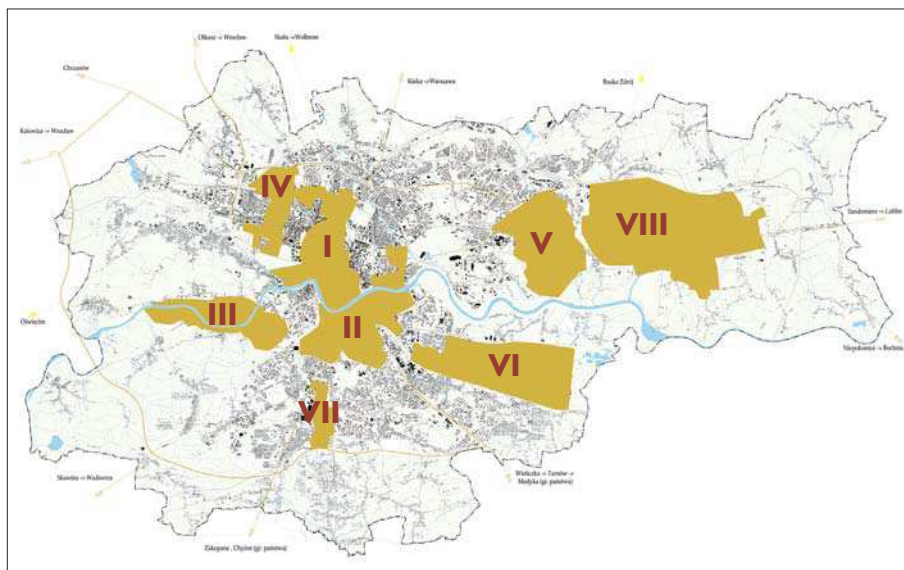 Olkusz -> Wrocław
Skała -> Wolbrom
Chrzanów
Kielce -> Warszawa
Busko Zdrój
Katowice -> Wrocław
IV
I
V
VIII
Sandomierz -> Lublin
III
II
Oświęcim
VI
Niepołomice -> Bochnia
VII
Skawina -> Wadowice
Wieliczka -> Tarnów ->
Medyka (gr. państwa)
Zakopane, Chyżne (gr. państwa)